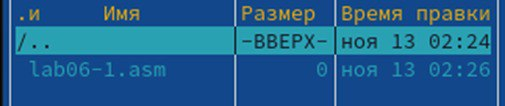 .и Имя Размер Время правки
/.. -ВВЕРХ- ноя 13 02:24
lab06-1.asm 0 ноя 13 02:26